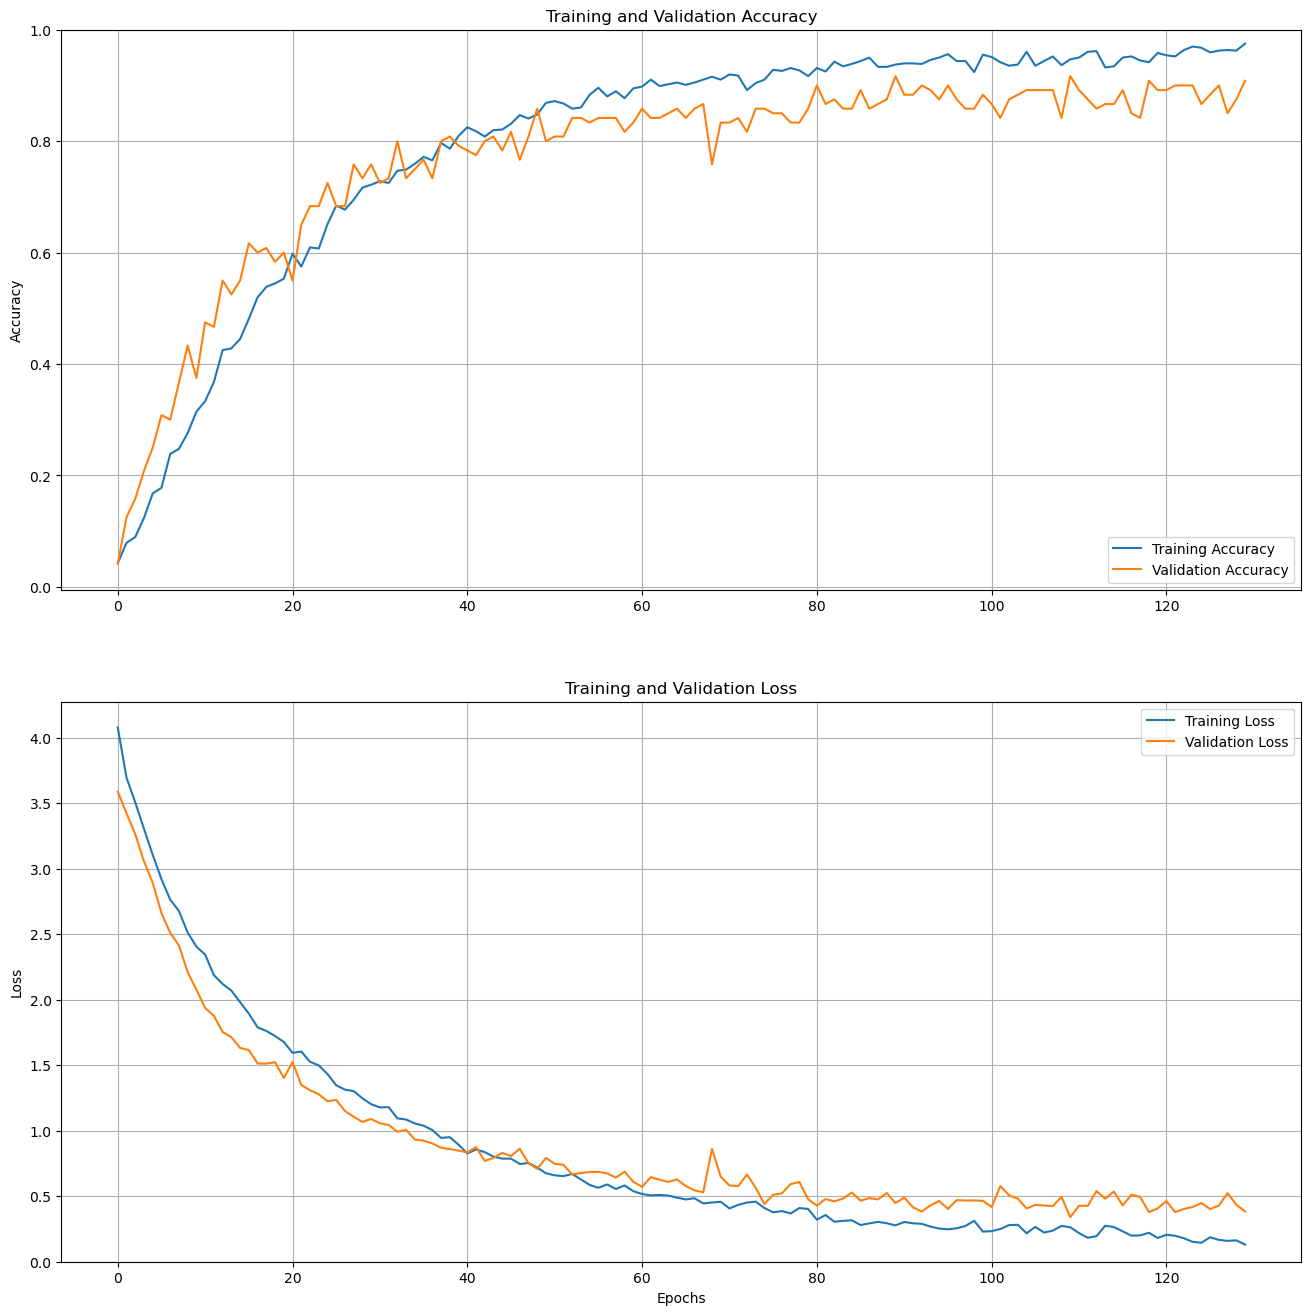 Training and Validation Accuracy
1.0
0.8
0.6
0.4
0.2
0.0
Accuracy
Training Accuracy
Validation Accuracy
0 20 40 60 80 100 120
Training and Validation Loss
4.0
3.5
3.0
2.5
2.0
1.5
1.0
0.5
0.0
Loss
Training Loss
Validation Loss
0 20 40 60 80 100 120
Epochs